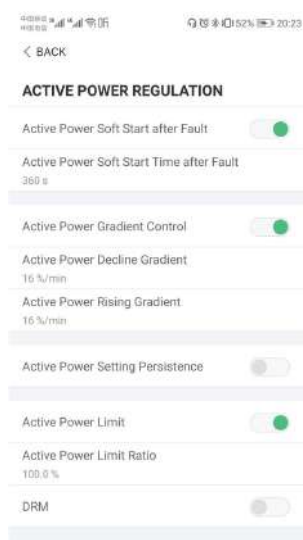 52% 20:23
< BACK
ACTIVE POWER REGULATION
Active Power Soft Start after Fault
Active Power Soft Start Time after Fault
360 s
Active Power Gradient Control
Active Power Decline Gradient
16 %/min
Active Power Rising Gradient
16 %/min
Active Power Setting Persistence
Active Power Limit
Active Power Limit Ratio
100.0 %
DRM